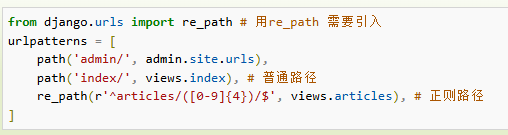 from django.urls import re_path # 用re_path 需要引入
urlpatterns = [
    path('admin/', admin.site.urls),
    path('index/', views.index), # 普通路径
    re_path(r'^articles/([0-9]{4})/$', views.articles), # 正则路径
]